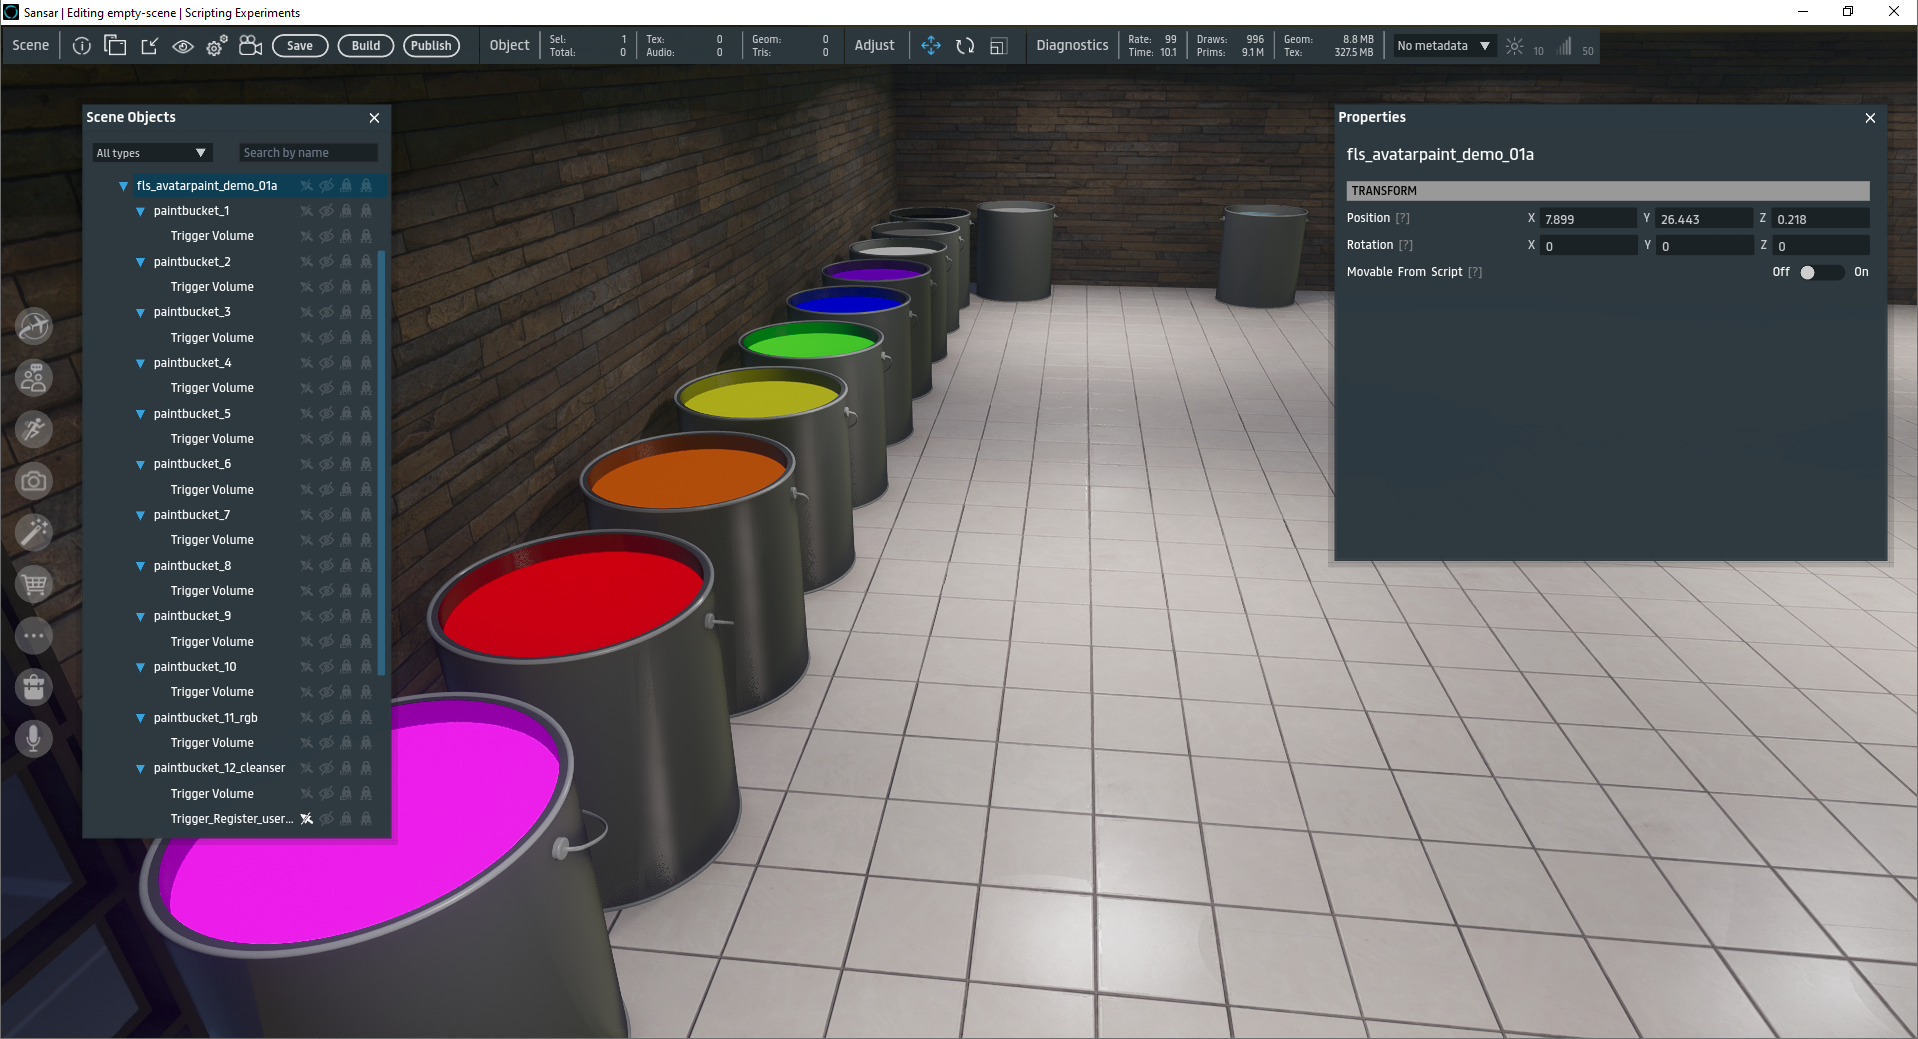 Sansar | Editing empty-scene | Scripting Experiments
Scene Save Build Publish Object Sel: 1 Total: 0 Tex: 0 Audio: 0 Geom: 0 Tris: 0 Adjust Diagnostics Rate: 99 Time: 10.1 Draws: 996 Prims: 9.1 M Geom: 8.8 MB Tex: 327.5 MB No metadata 10 50
Scene Objects
All types Search by name
fls_avatarpaint_demo_01a
paintbucket_1
Trigger Volume
paintbucket_2
Trigger Volume
paintbucket_3
Trigger Volume
paintbucket_4
Trigger Volume
paintbucket_5
Trigger Volume
paintbucket_6
Trigger Volume
paintbucket_7
Trigger Volume
paintbucket_8
Trigger Volume
paintbucket_9
Trigger Volume
paintbucket_10
Trigger Volume
paintbucket_11_rgb
Trigger Volume
paintbucket_12_cleanser
Trigger Volume
Trigger_Register_user...
Properties
fls_avatarpaint_demo_01a
TRANSFORM
Position [?] X 7.899 Y 26.443 Z 0.218
Rotation [?] X 0 Y 0 Z 0
Movable From Script [?] Off On